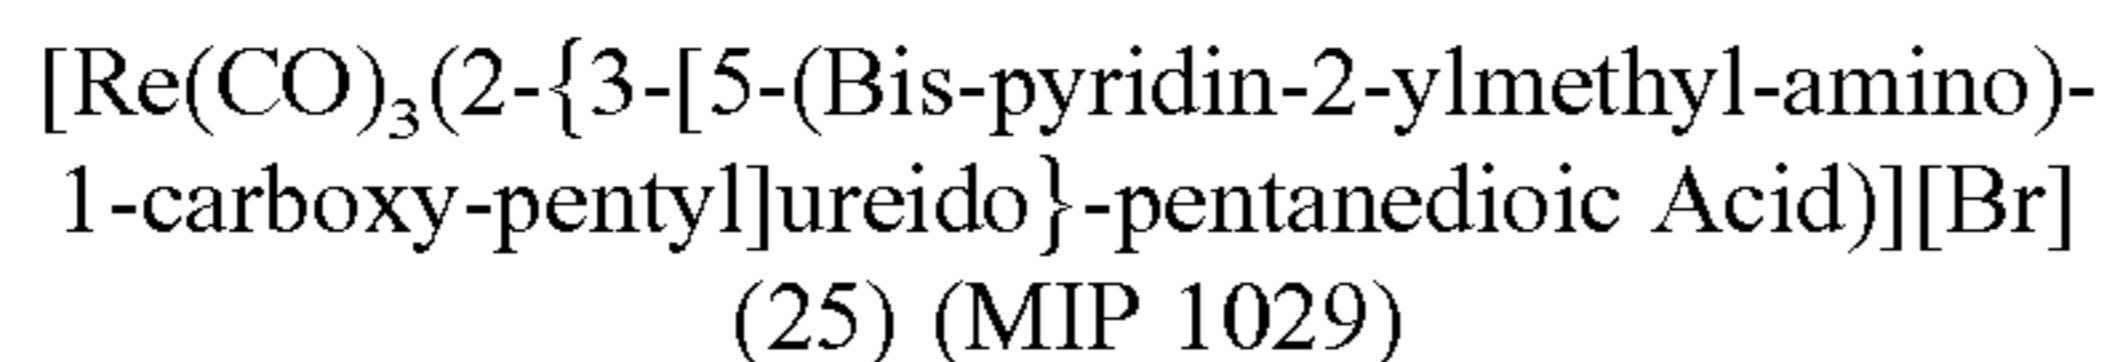 [Re(CO)₃(2-{3-[5-(Bis-pyridin-2-ylmethyl-amino)-
1-carboxy-pentyl]ureido}-pentanedioic Acid)][Br]
(25) (MIP 1029)